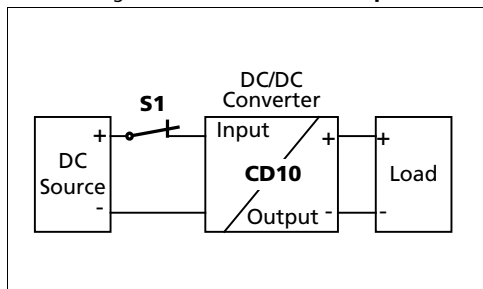 DC/DC
Converter
S1
Input
+
+
+
DC
Source
CD10
Load
-
Output
-
-